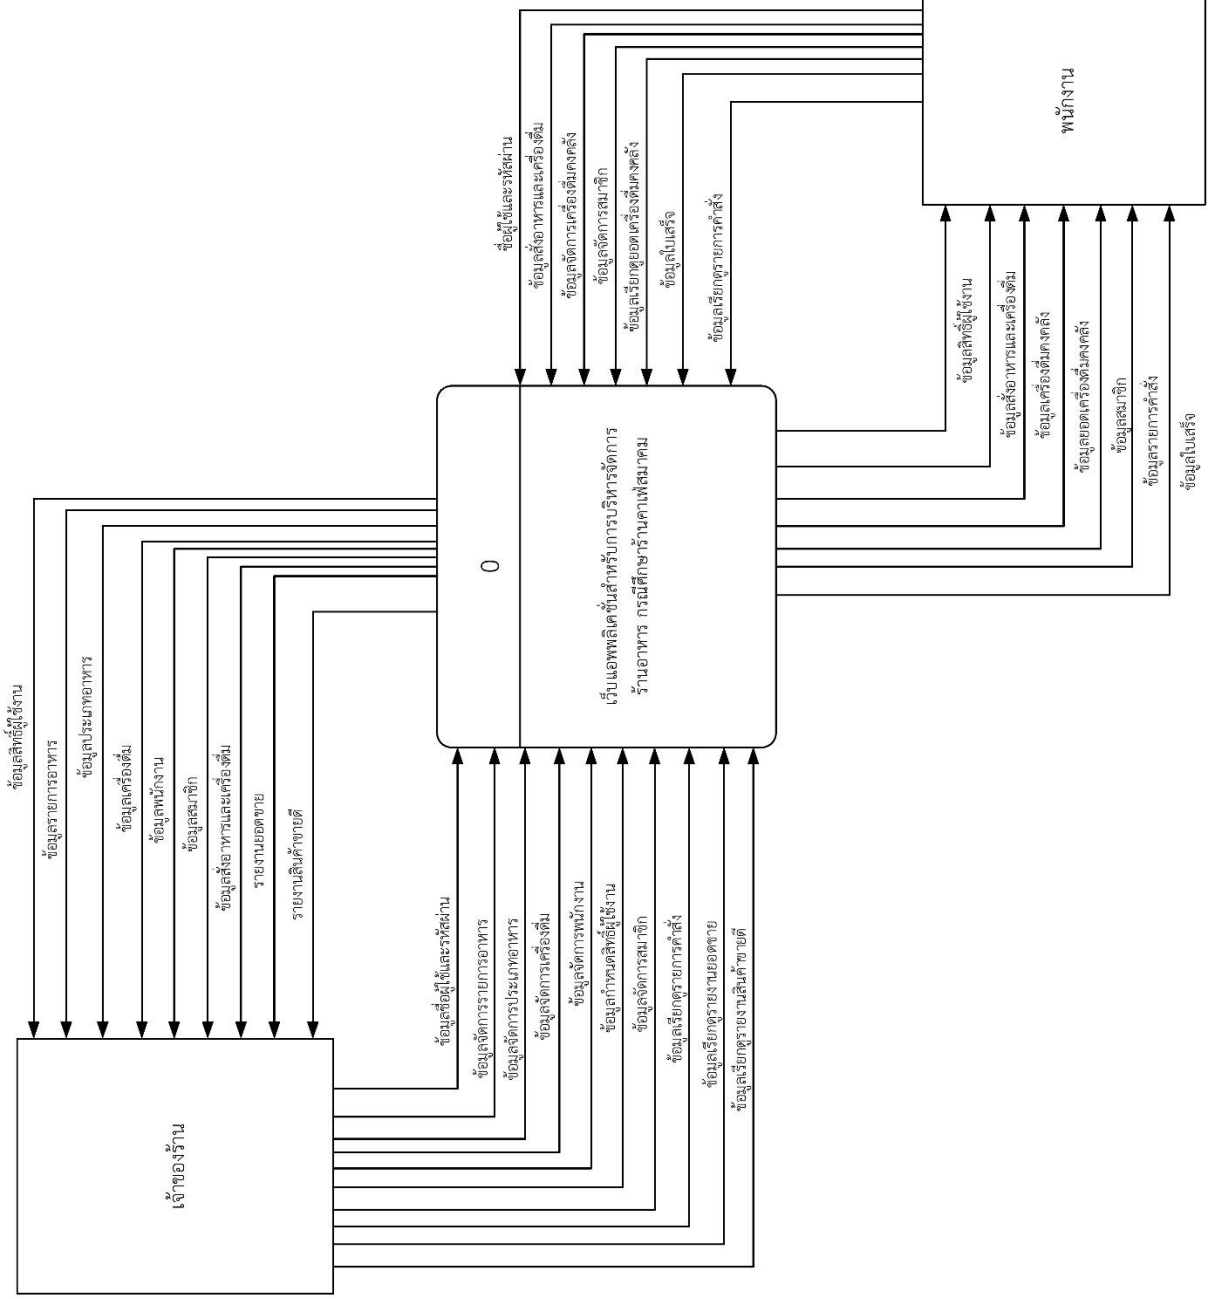 เจ้าของร้าน
ข้อมูลสิทธิ์ผู้ใช้งาน
ข้อมูลรายการอาหาร
ข้อมูลประเภทอาหาร
ข้อมูลเครื่องดื่ม
ข้อมูลพนักงาน
ข้อมูลสมาชิก
ข้อมูลสั่งอาหารและเครื่องดื่ม
รายงานยอดขาย
รายงานสินค้าขายดี
ข้อมูลชื่อผู้ใช้และรหัสผ่าน
ข้อมูลจัดการรายการอาหาร
ข้อมูลจัดการประเภทอาหาร
ข้อมูลจัดการเครื่องดื่ม
ข้อมูลจัดการพนักงาน
ข้อมูลกำหนดสิทธิ์ผู้ใช้งาน
ข้อมูลจัดการสมาชิก
ข้อมูลเรียกดูรายการคำสั่ง
ข้อมูลเรียกดูรายงานยอดขาย
ข้อมูลเรียกดูรายงานสินค้าขายดี
0
เว็บแอพพลิเคชั่นสำหรับการบริหารจัดการ
ร้านอาหาร กรณีศึกษาร้านคาเฟ่สมาคม
ชื่อผู้ใช้และรหัสผ่าน
ข้อมูลสั่งอาหารและเครื่องดื่ม
ข้อมูลจัดการเครื่องดื่มคงคลัง
ข้อมูลจัดการสมาชิก
ข้อมูลเรียกดูยอดเครื่องดื่มคงคลัง
ข้อมูลใบเสร็จ
ข้อมูลเรียกดูรายการคำสั่ง
ข้อมูลสิทธิ์ผู้ใช้งาน
ข้อมูลสั่งอาหารและเครื่องดื่ม
ข้อมูลเครื่องดื่มคงคลัง
ข้อมูลยอดเครื่องดื่มคงคลัง
ข้อมูลสมาชิก
ข้อมูลรายการคำสั่ง
ข้อมูลใบเสร็จ
พนักงาน